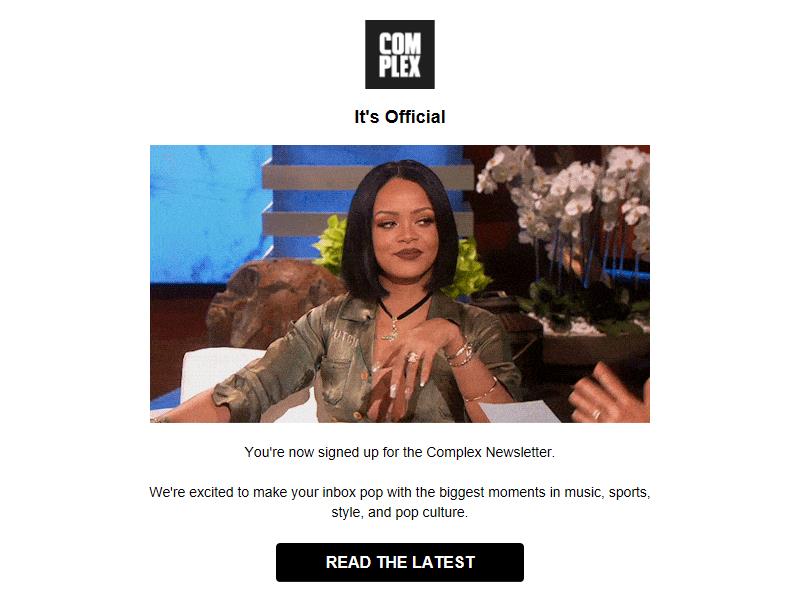 COM
PLEX
It's Official
You're now signed up for the Complex Newsletter.
We're excited to make your inbox pop with the biggest moments in music, sports,
style, and pop culture.
READ THE LATEST